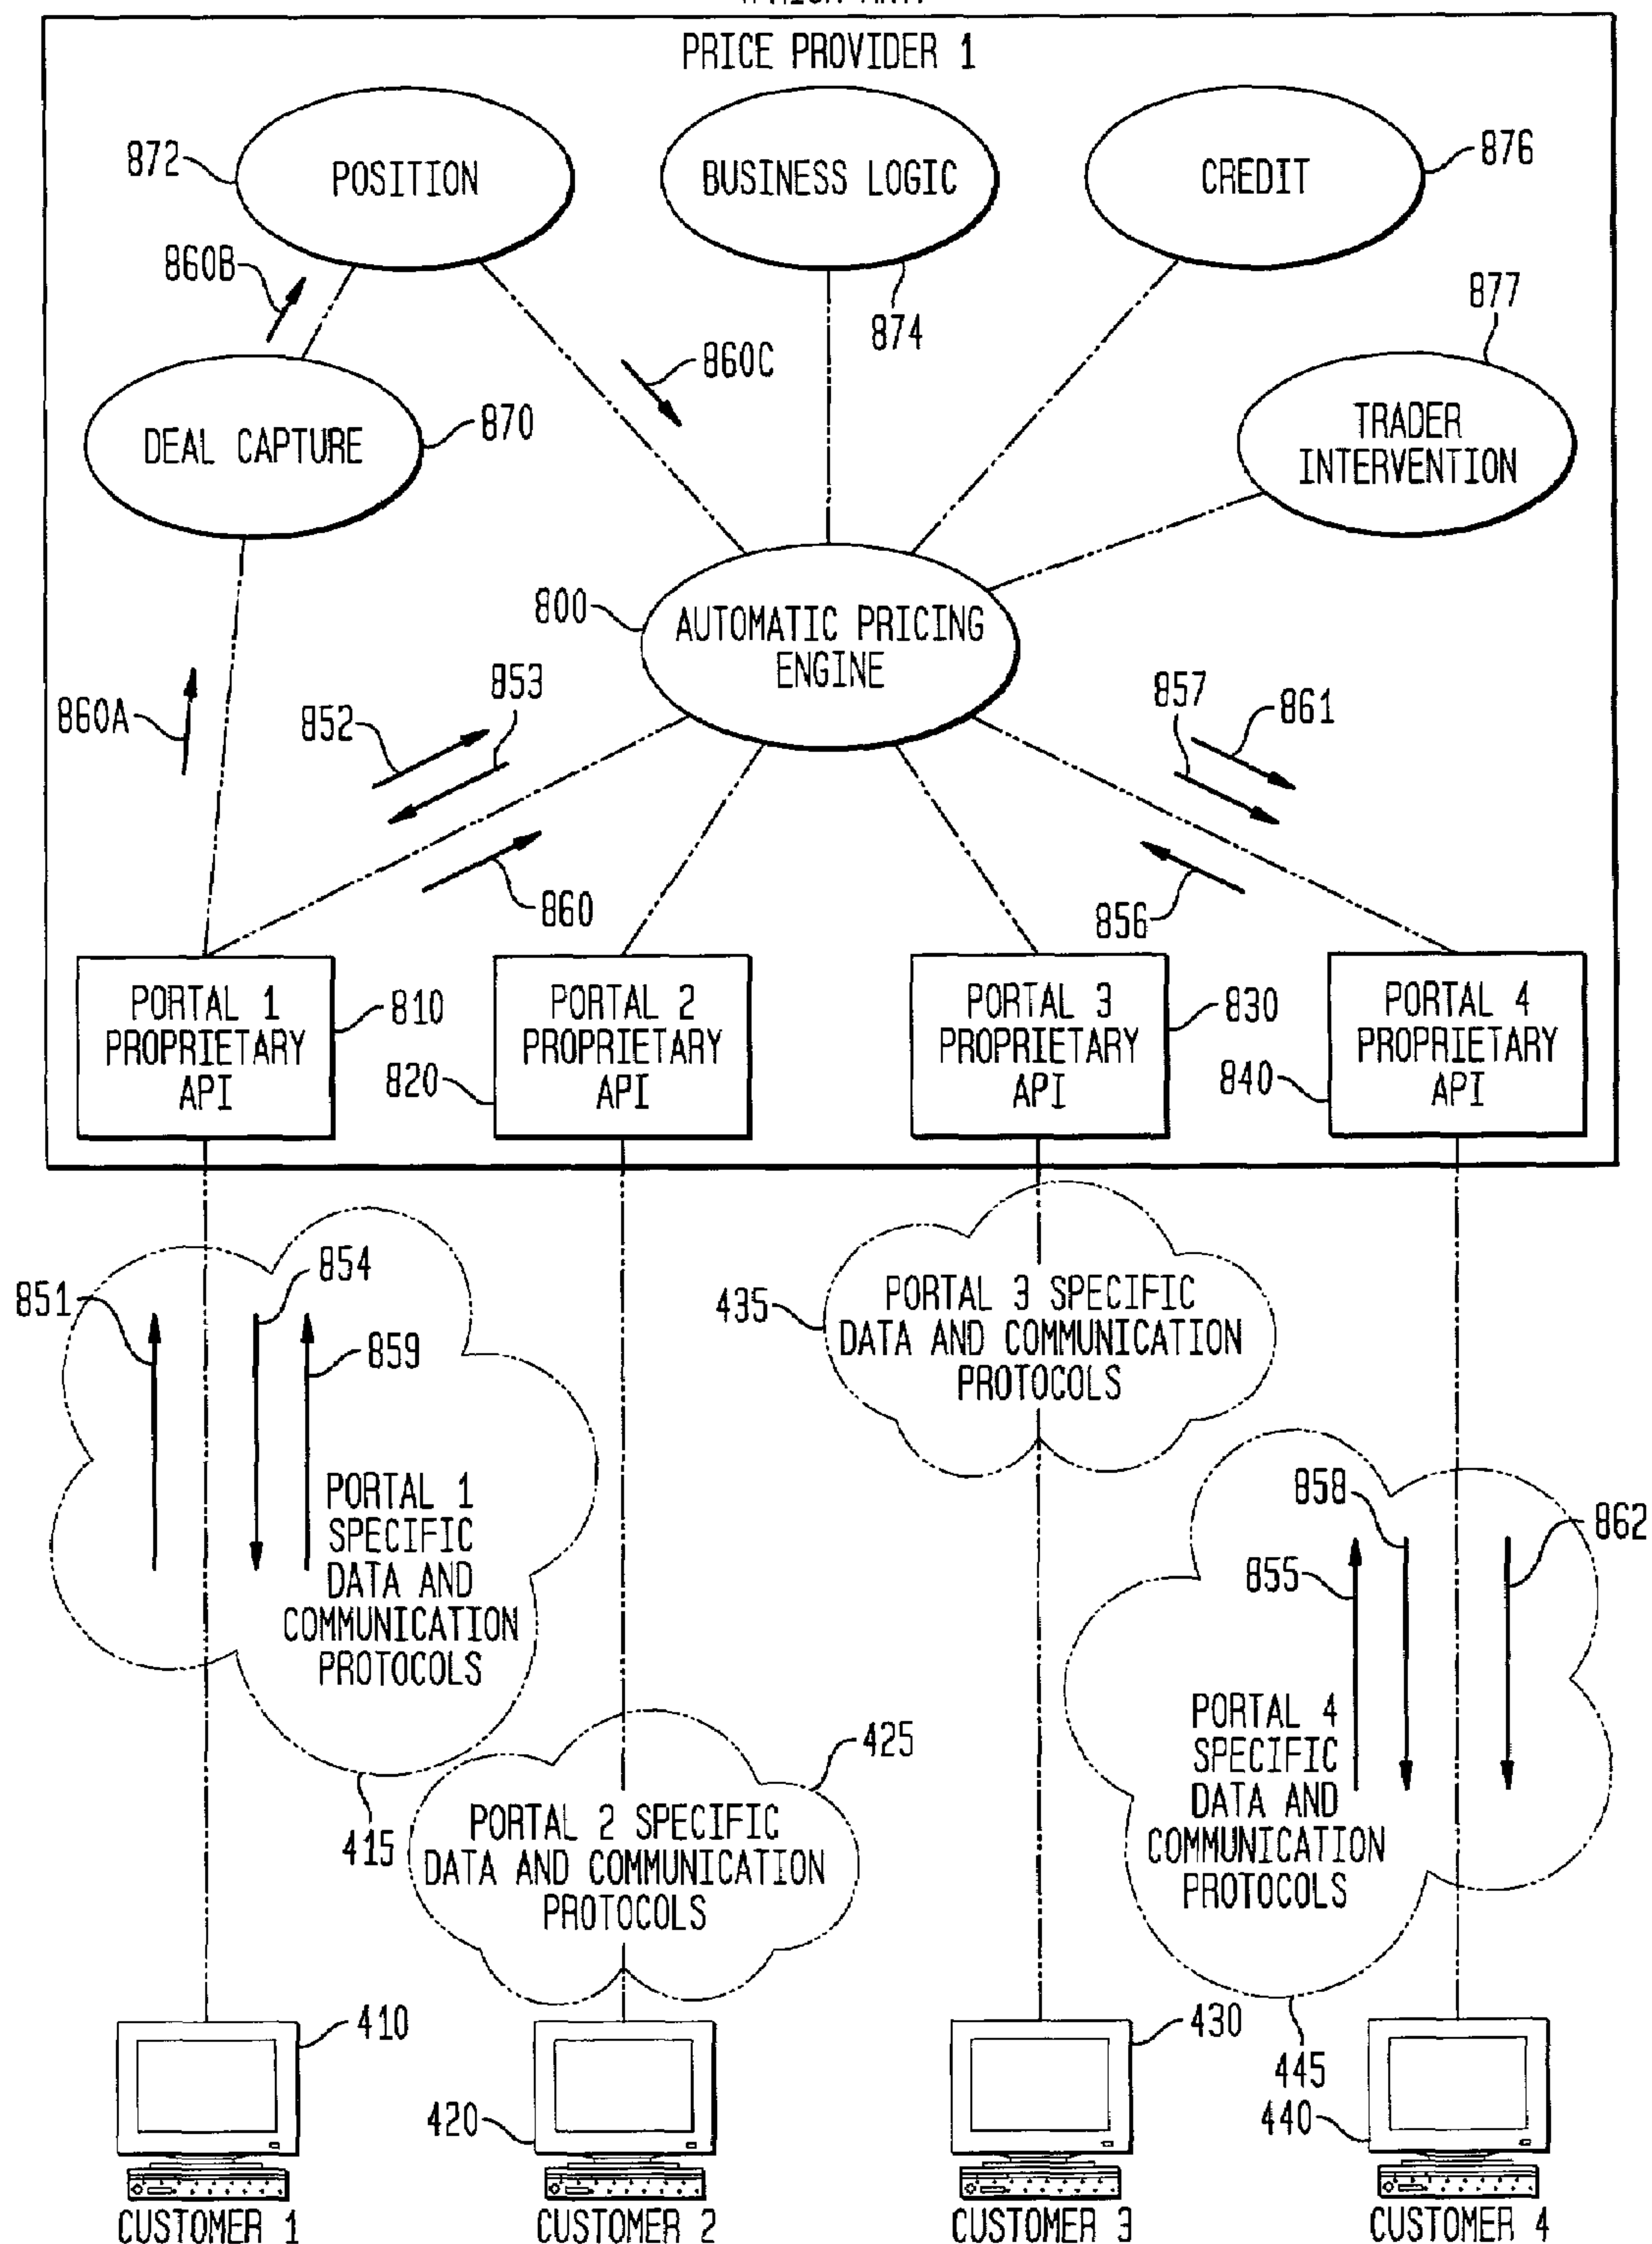 PRICE PROVIDER 1
872
POSITION
BUSINESS LOGIC
CREDIT
876
860B
874
877
860C
DEAL CAPTURE
870
TRADER
INTERVENTION
800
AUTOMATIC PRICING
ENGINE
860A
852
853
857
861
860
856
PORTAL 1
PROPRIETARY
API
810
PORTAL 2
PROPRIETARY
API
820
PORTAL 3
PROPRIETARY
API
830
PORTAL 4
PROPRIETARY
API
840
851
854
859
PORTAL 1
SPECIFIC
DATA AND
COMMUNICATION
PROTOCOLS
415
435
PORTAL 3 SPECIFIC
DATA AND COMMUNICATION
PROTOCOLS
858
862
855
PORTAL 4
SPECIFIC
DATA AND
COMMUNICATION
PROTOCOLS
445
425
PORTAL 2 SPECIFIC
DATA AND COMMUNICATION
PROTOCOLS
410
420
430
440
CUSTOMER 1
CUSTOMER 2
CUSTOMER 3
CUSTOMER 4